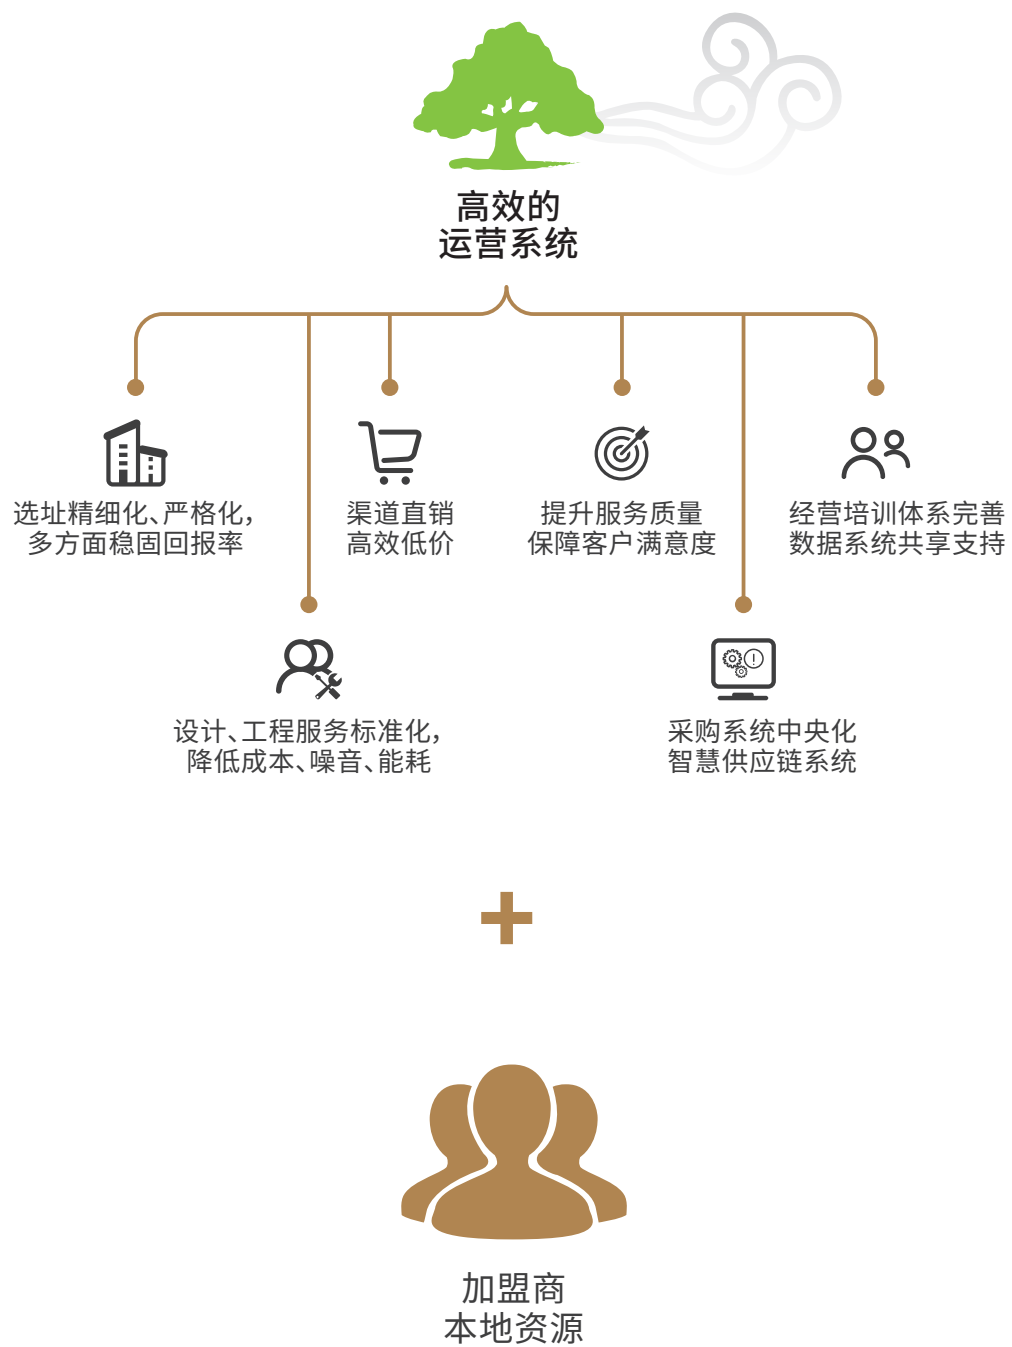 高效的
运营系统
选址精细化、严格化，
多方面稳固回报率
渠道直销
高效低价
提升服务质量
保障客户满意度
经营培训体系完善
数据系统共享支持
设计、工程服务标准化，
降低成本、噪音、能耗
采购系统中央化
智慧供应链系统
加盟商
本地资源